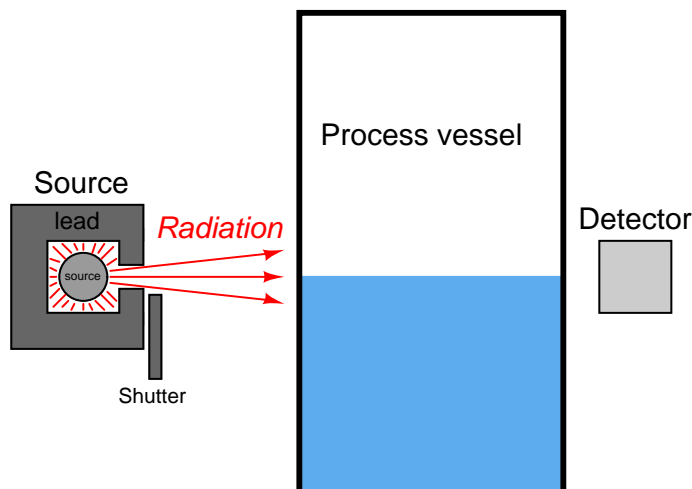 Process vessel
Source
lead
Radiation
Detector
source
Shutter